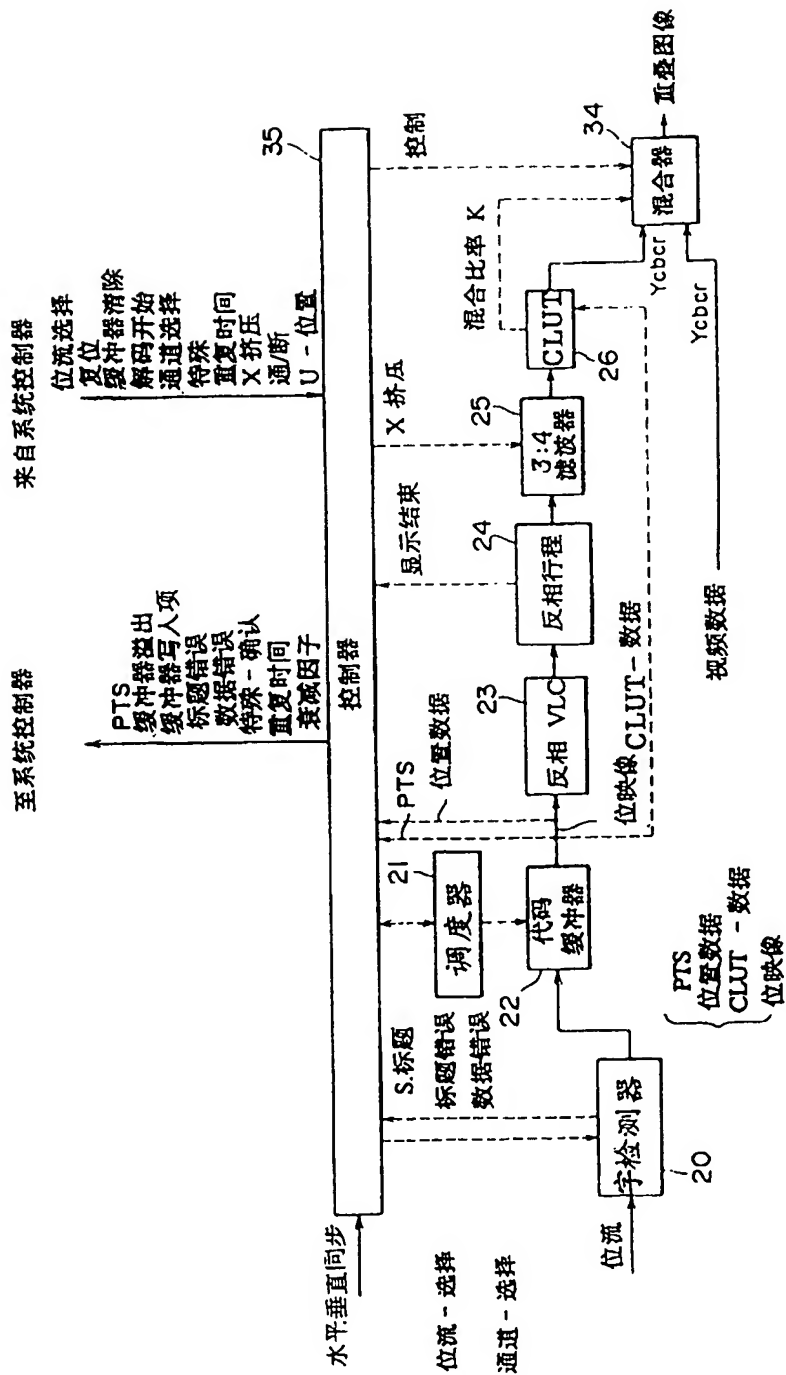 来自系统控制器
位流选择
复位
缓冲器清除
解码开始
通道选择
特殊
重复时间
X 挤压
通/断
U - 位置
至系统控制器
PTS
缓冲器溢出
缓冲器写入项
标题错误
数据错误
特殊 - 确认
重复时间
衰减因子
水平垂直同步
控制器
35
位流 - 选择
通道 - 选择
S.标题
标题错误
数据错误
调度器
21
PTS
位置数据
显示结束
X 挤压
混合比率 K
控制
位流
字检测器
20
代码
缓冲器
22
位映像
CLUT - 数据
反相 VLC
23
反相行程
24
3:4
滤波器
25
CLUT
26
Ycbcr
Ycbcr
混合器
34
重叠图像
视频数据
PTS
位置数据
CLUT - 数据
位映像